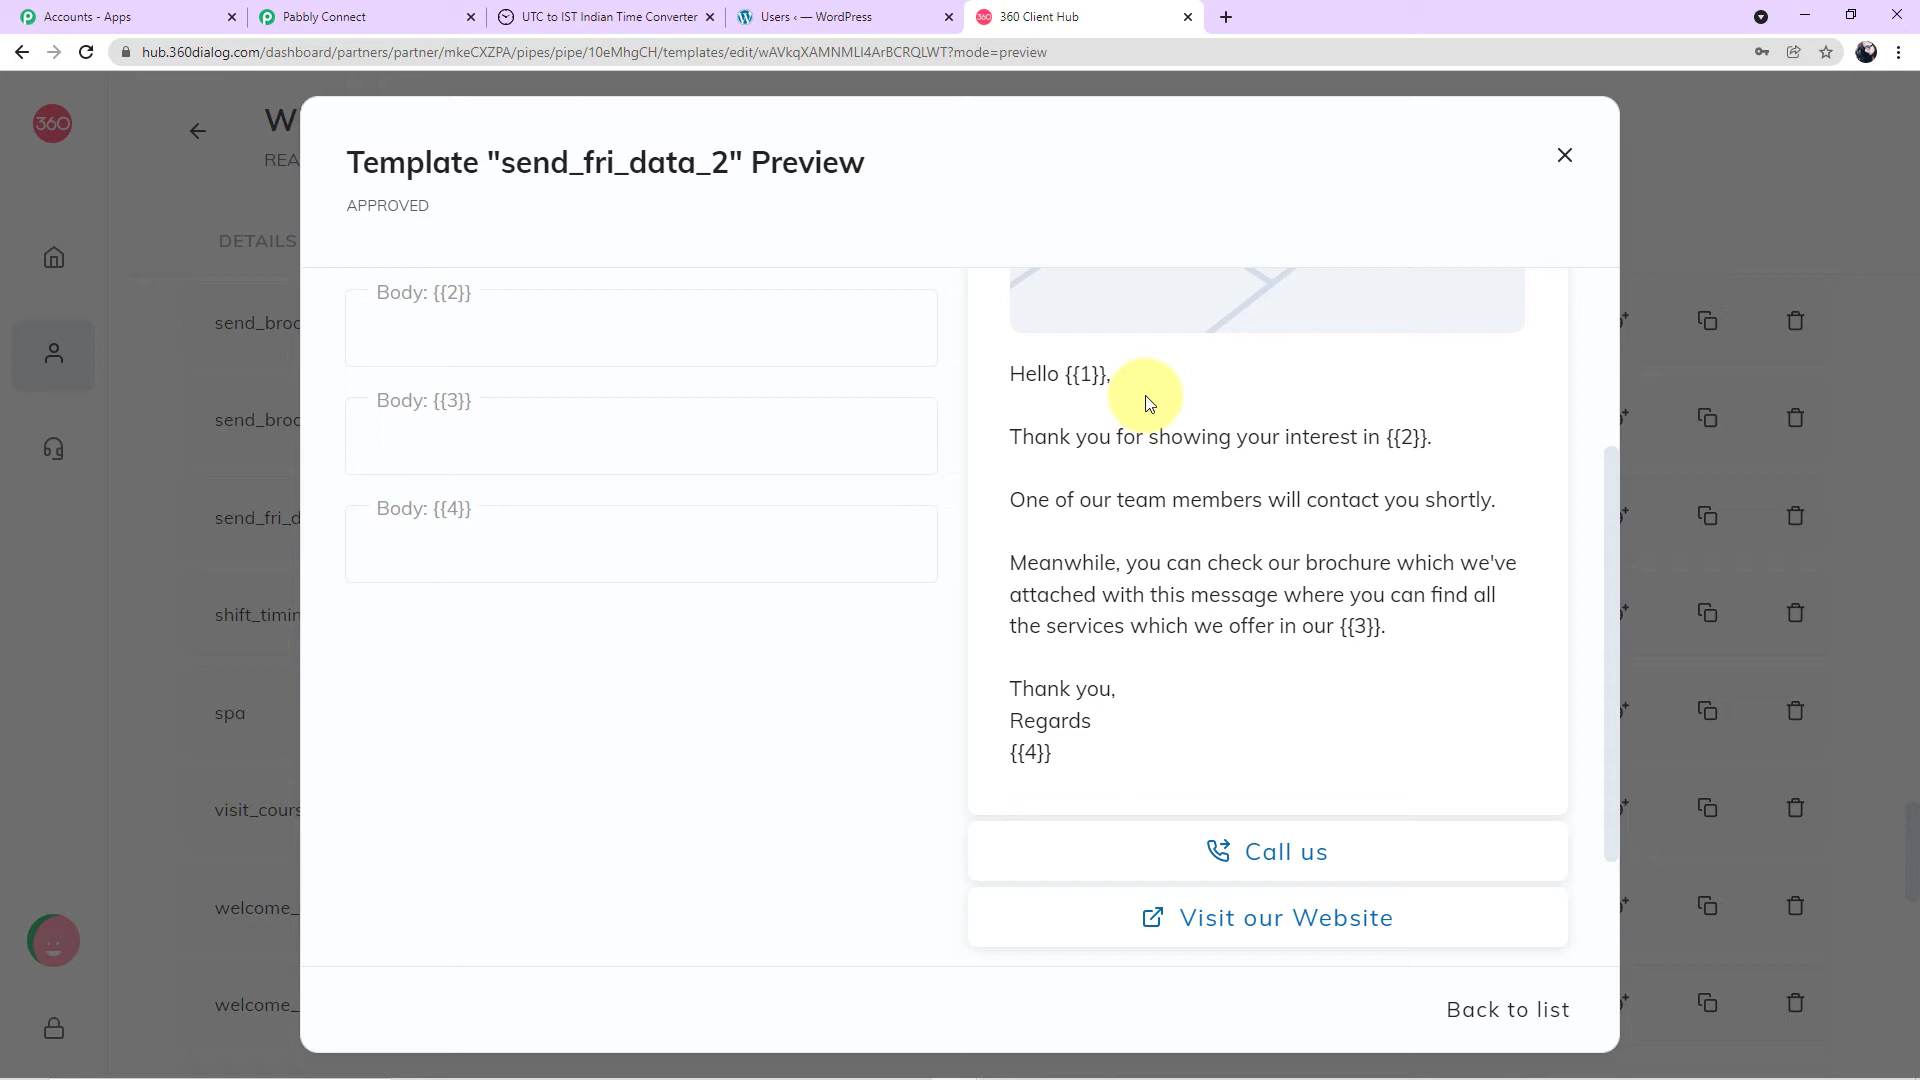 Accounts - Apps
Pabbly Connect
UTC to IST Indian Time Converter
Users ‹ — WordPress
360 Client Hub
hub.360dialog.com/dashboard/partners/partner/mkeCXZPA/pipes/pipe/10eMhgCH/templates/edit/wAVkqXAMNMLI4ArBCRQLWT?mode=preview
360
W
REA
DETAILS
Template "send_fri_data_2" Preview
APPROVED
send_broc
send_broc
send_fri_d
shift_timin
spa
visit_cours
welcome_
welcome_
Body: {{2}}
Body: {{3}}
Body: {{4}}
Hello {{1}},
Thank you for showing your interest in {{2}}.
One of our team members will contact you shortly.
Meanwhile, you can check our brochure which we've
attached with this message where you can find all
the services which we offer in our {{3}}.
Thank you,
Regards
{{4}}
Call us
Visit our Website
Back to list